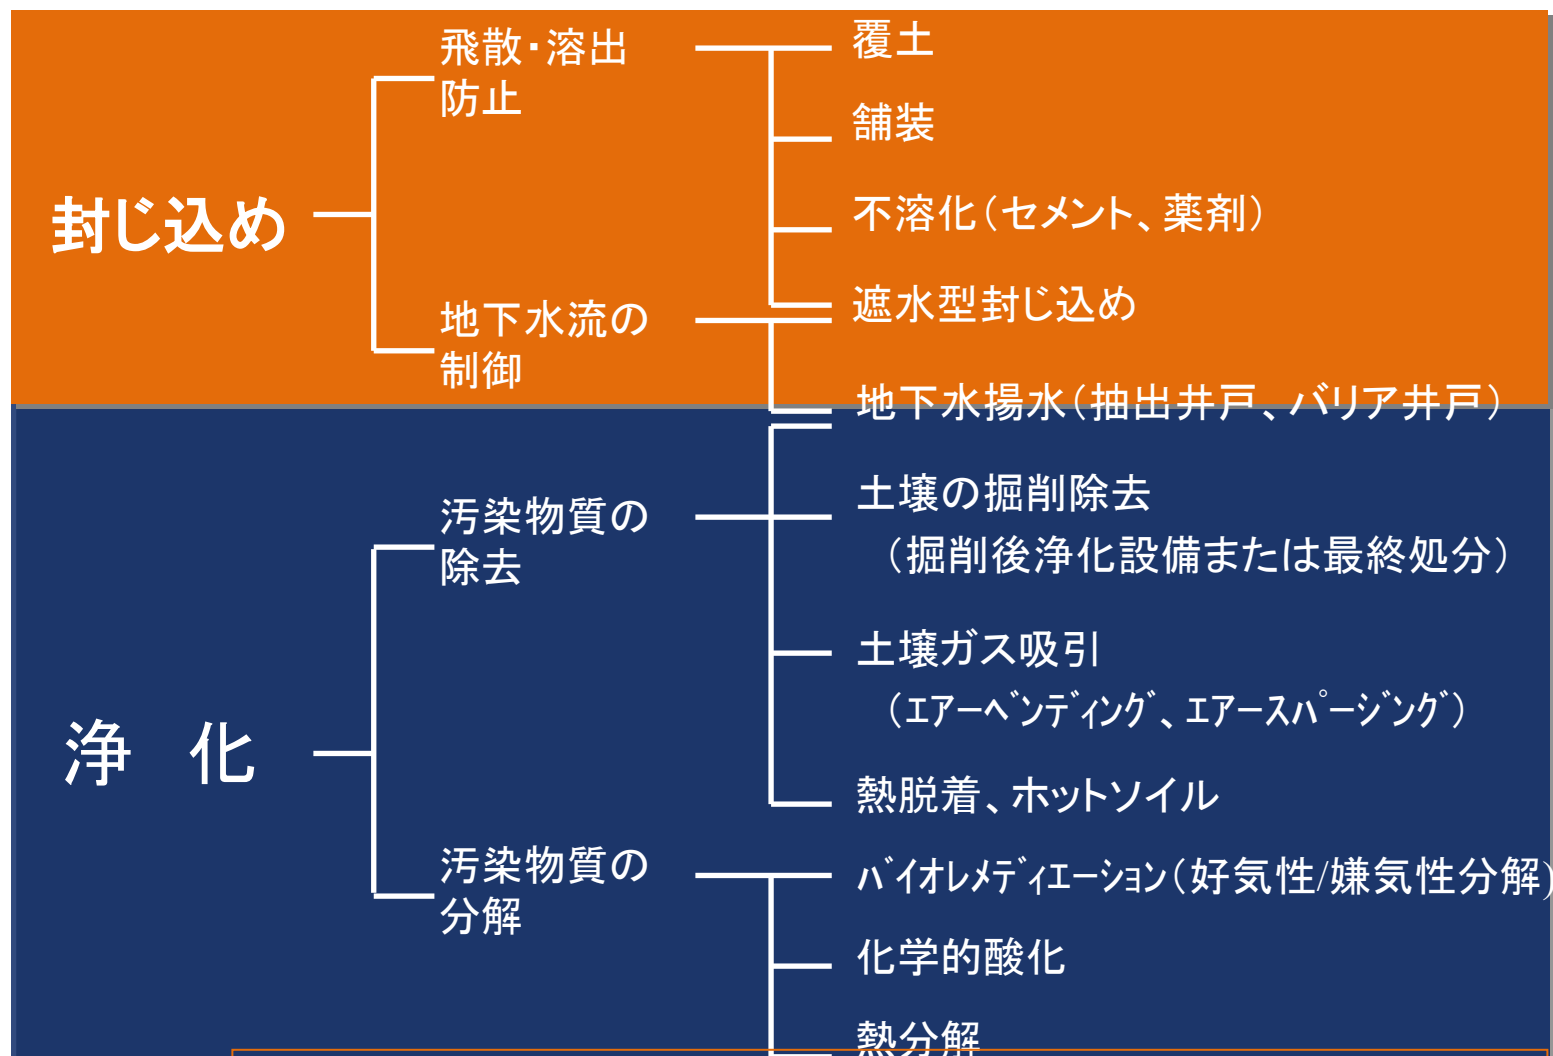 封じ込め
飛散・溶出
防止
覆土
舗装
不溶化（セメント、薬剤）
地下水流の
制御
遮水型封じ込め
地下水揚水（抽出井戸、バリア井戸）
浄　化
汚染物質の
除去
土壌の掘削除去
（掘削後浄化設備または最終処分）
土壌ガス吸引
（ｴｱｰﾍﾞﾝﾃﾞｨﾝｸﾞ、ｴｱｰｽﾊﾟｰｼﾞﾝｸﾞ）
熱脱着、ホットソイル
汚染物質の
分解
ﾊﾞｲｵﾚﾒﾃﾞｨｴｰｼｮﾝ（好気性/嫌気性分解）
化学的酸化
熱分解